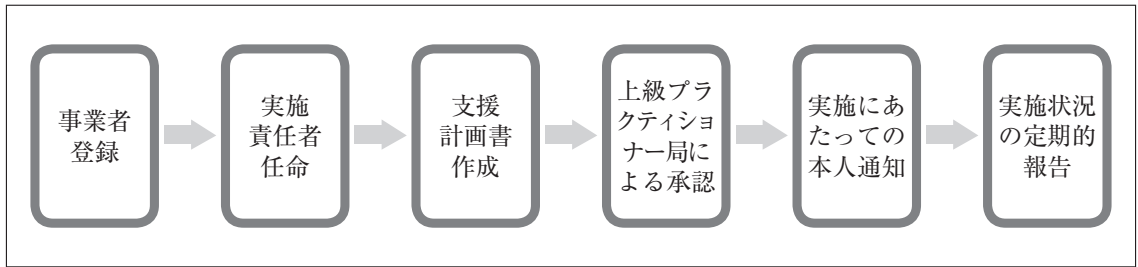 事業者
登録
実施
責任者
任命
支援
計画書
作成
上級プラ
クティショ
ナー局に
よる承認
実施にあ
たっての
本人通知
実施状況
の定期的
報告